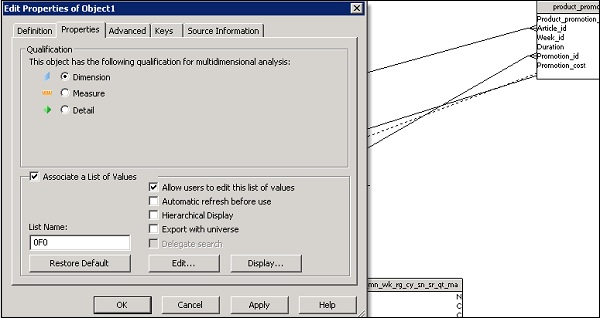 Edit Properties of Object1
Definition Properties Advanced Keys Source Information
Qualification
This object has the following qualification for multidimensional analysis:
Dimension
Measure
Detail
Associate a List of Values
Allow users to edit this list of values
Automatic refresh before use
Hierarchical Display
Export with universe
Delegate search
List Name:
0F0
Restore Default
Edit...
Display...
OK
Cancel
Apply
Help
product_promo
Product_promotion_
Article_id
Week_id
Duration
Promotion_id
Promotion_cost
mn_wk_rg_cy_sn_sr_qt_ma
N
C
C